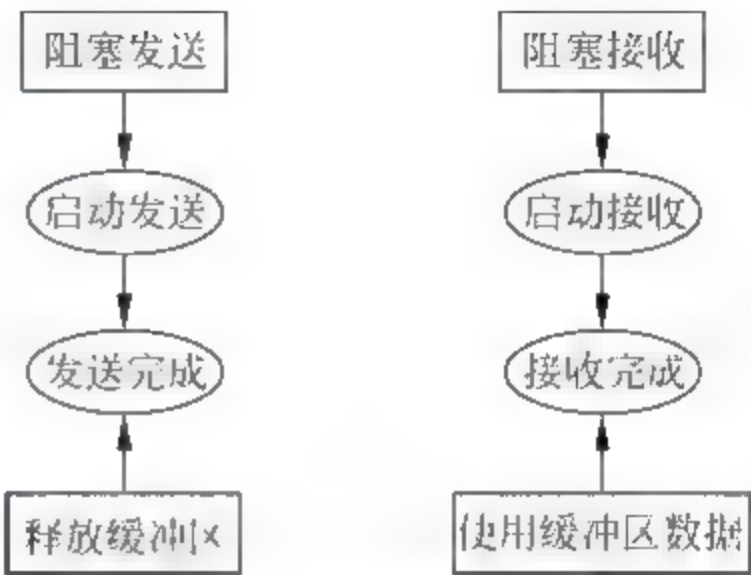 阻塞发送
阻塞接收
启动发送
启动接收
发送完成
接收完成
释放缓冲区
使用缓冲区数据